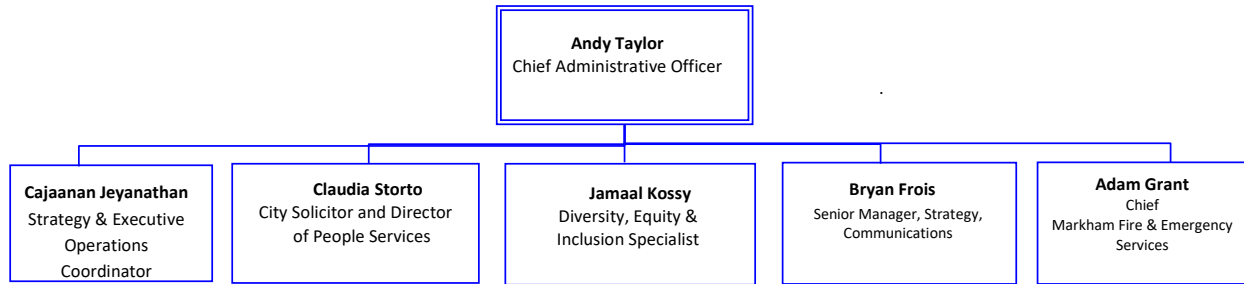 Andy Taylor
Chief Administrative Officer
.
Cajaanan Jeyanathan
Strategy & Executive
Operations
Coordinator
Claudia Storto
City Solicitor and Director
of People Services
Jamaal Kossy
Diversity, Equity &
Inclusion Specialist
Bryan Frois
Senior Manager, Strategy,
Communications
Adam Grant
Chief
Markham Fire & Emergency
Services